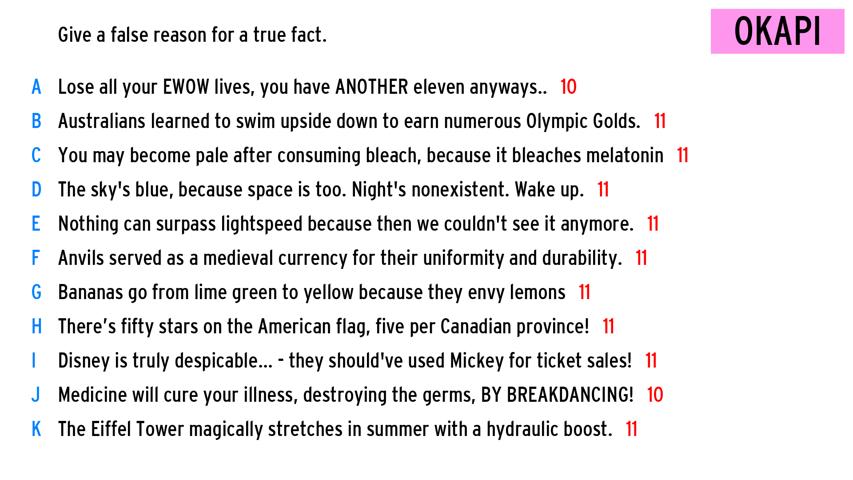 Give a false reason for a true fact.
OKAPI
A Lose all your EWOW lives, you have ANOTHER eleven anyways.. 10
B Australians learned to swim upside down to earn numerous Olympic Golds. 11
C You may become pale after consuming bleach, because it bleaches melatonin 11
D The sky's blue, because space is too. Night's nonexistent. Wake up. 11
E Nothing can surpass lightspeed because then we couldn't see it anymore. 11
F Anvils served as a medieval currency for their uniformity and durability. 11
G Bananas go from lime green to yellow because they envy lemons 11
H There’s fifty stars on the American flag, five per Canadian province! 11
I Disney is truly despicable... - they should've used Mickey for ticket sales! 11
J Medicine will cure your illness, destroying the germs, BY BREAKDANCING! 10
K The Eiffel Tower magically stretches in summer with a hydraulic boost. 11